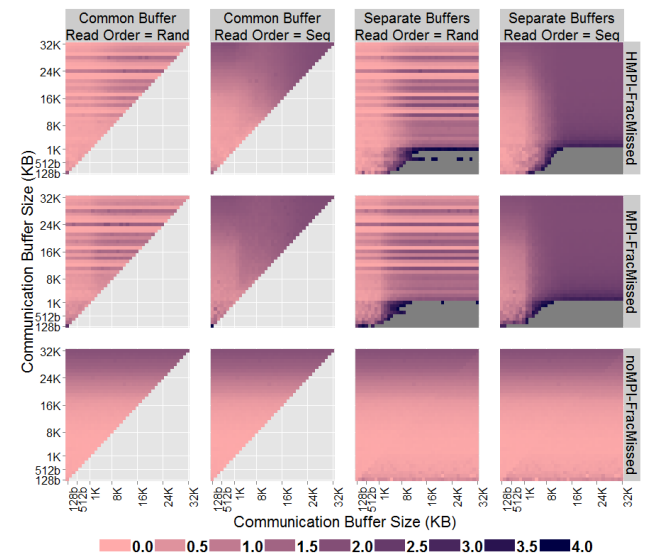 Common Buffer
Read Order = Rand
Common Buffer
Read Order = Seq
Separate Buffers
Read Order = Rand
Separate Buffers
Read Order = Seq
Communication Buffer Size (KB)
32K
24K
16K
8K
1K
512b
128b
HMPI-FracMissed
32K
24K
16K
8K
1K
512b
128b
MPI-FracMissed
32K
24K
16K
8K
1K
512b
128b
noMPI-FracMissed
128b
512b
1K
8K
16K
24K
32K
128b
512b
1K
8K
16K
24K
32K
128b
512b
1K
8K
16K
24K
32K
128b
512b
1K
8K
16K
24K
32K
Communication Buffer Size (KB)
0.0 0.5 1.0 1.5 2.0 2.5 3.0 3.5 4.0